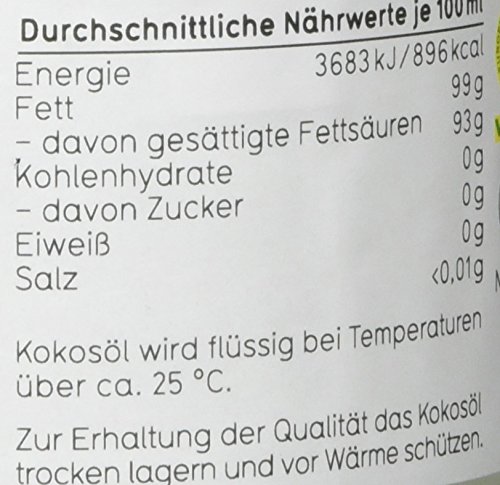 Durchschnittliche Nährwerte je 100 ml
Energie 3683 kJ/896 kcal
Fett 99g
– davon gesättigte Fettsäuren 93g
Kohlenhydrate 0g
– davon Zucker 0g
Eiweiß 0g
Salz <0,01g
Kokosöl wird flüssig bei Temperaturen
über ca. 25 °C.
Zur Erhaltung der Qualität das Kokosöl
trocken lagern und vor Wärme schützen.